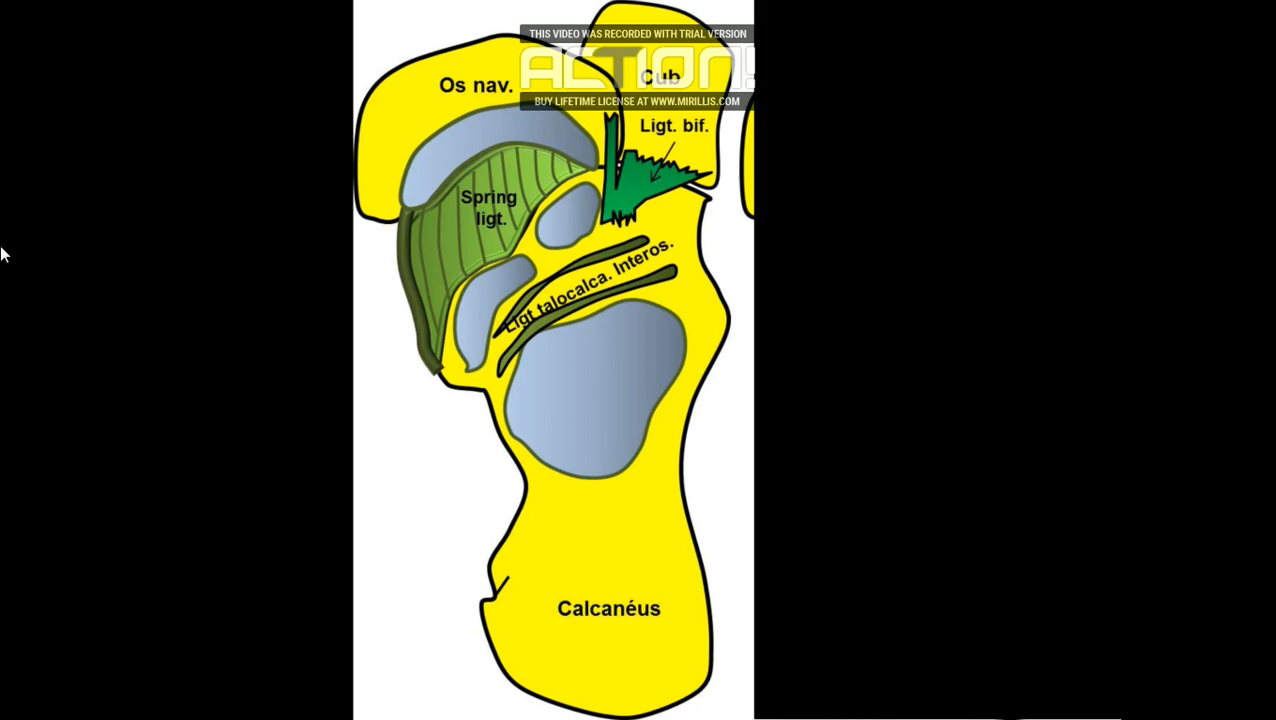 THIS VIDEO WAS RECORDED WITH TRIAL VERSION
ACTION!
BUY LIFETIME LICENSE AT WWW.MIRILLIS.COM
Os nav.
Cub
Ligt. bif.
Spring
ligt.
Ligt talocalca. Interos.
Calcanéus